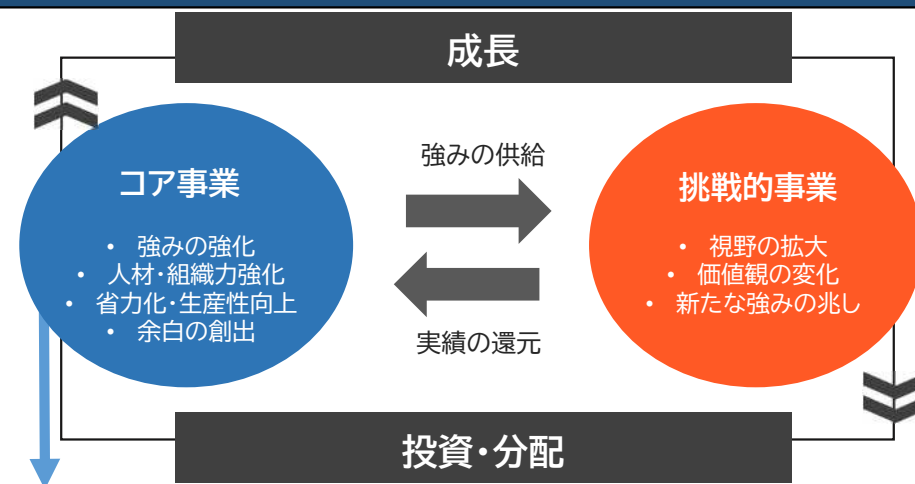 成長
コア事業
• 強みの強化
• 人材・組織力強化
• 省力化・生産性向上
• 余白の創出
強みの供給
実績の還元
挑戦的事業
• 視野の拡大
• 価値観の変化
• 新たな強みの兆し
投資・分配